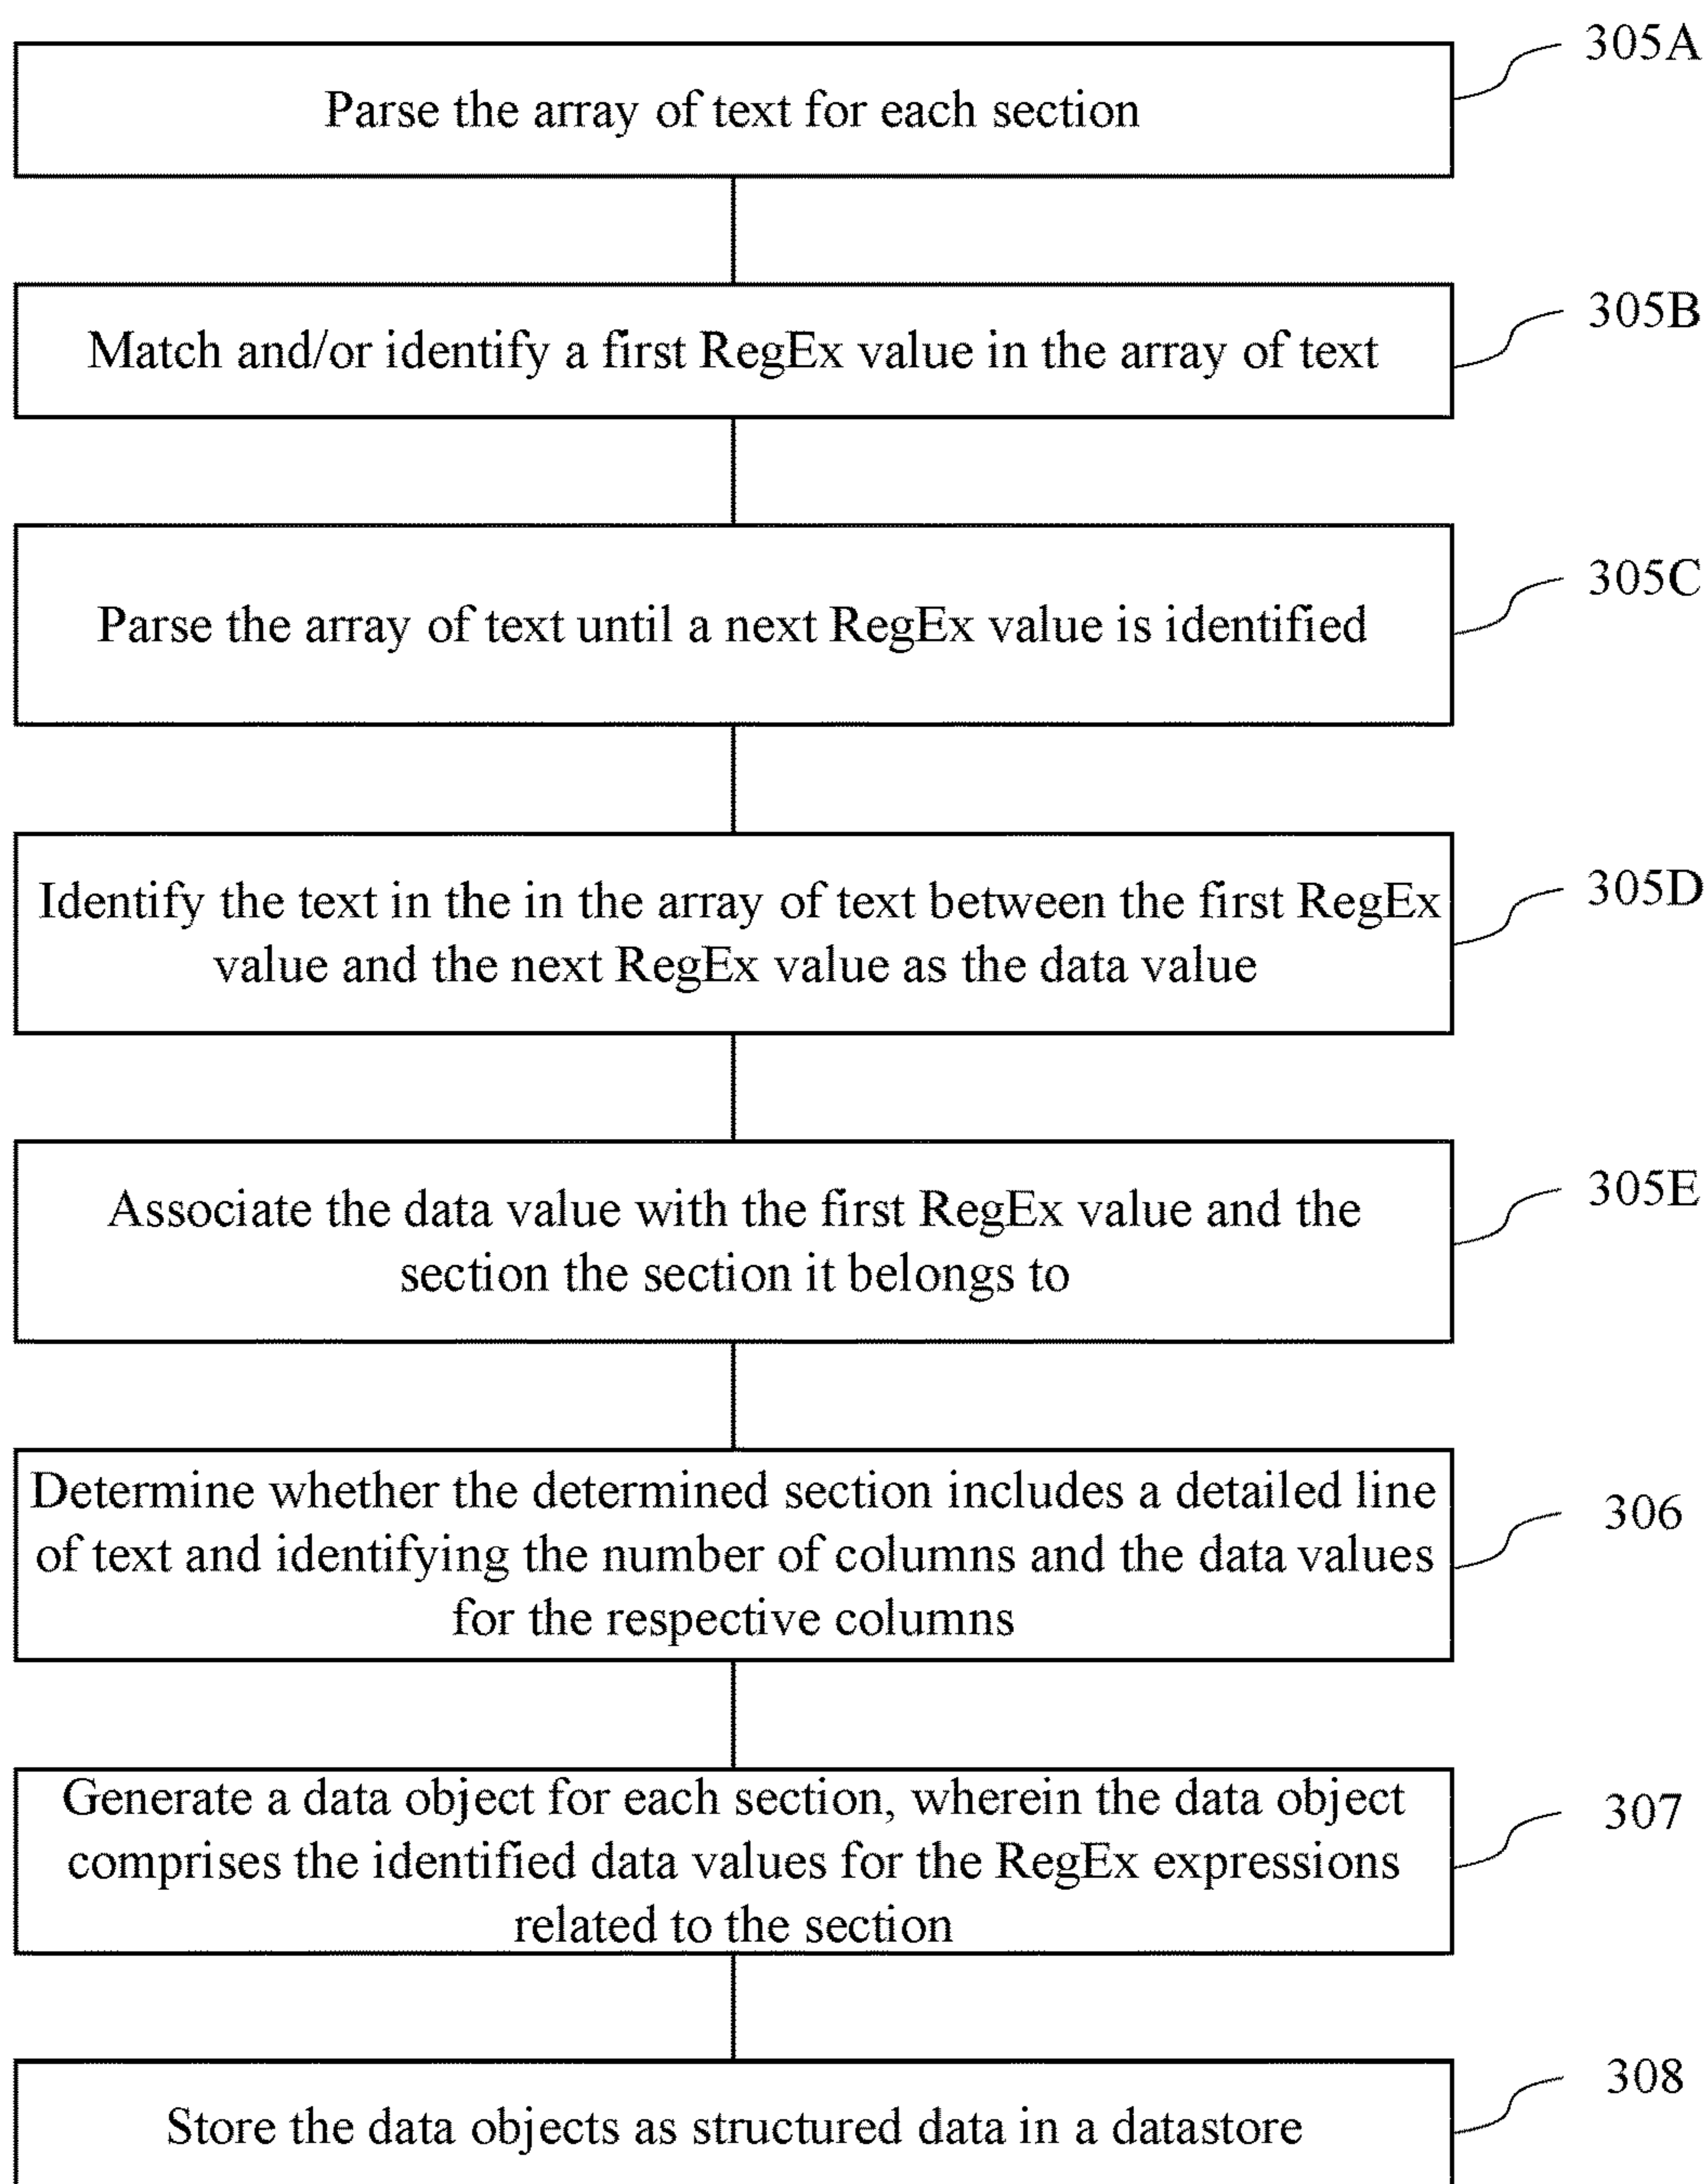 305A
Parse the array of text for each section
305B
Match and/or identify a first RegEx value in the array of text
305C
Parse the array of text until a next RegEx value is identified
305D
Identify the text in the in the array of text between the first RegEx
value and the next RegEx value as the data value
305E
Associate the data value with the first RegEx value and the
section the section it belongs to
306
Determine whether the determined section includes a detailed line
of text and identifying the number of columns and the data values
for the respective columns
307
Generate a data object for each section, wherein the data object
comprises the identified data values for the RegEx expressions
related to the section
308
Store the data objects as structured data in a datastore